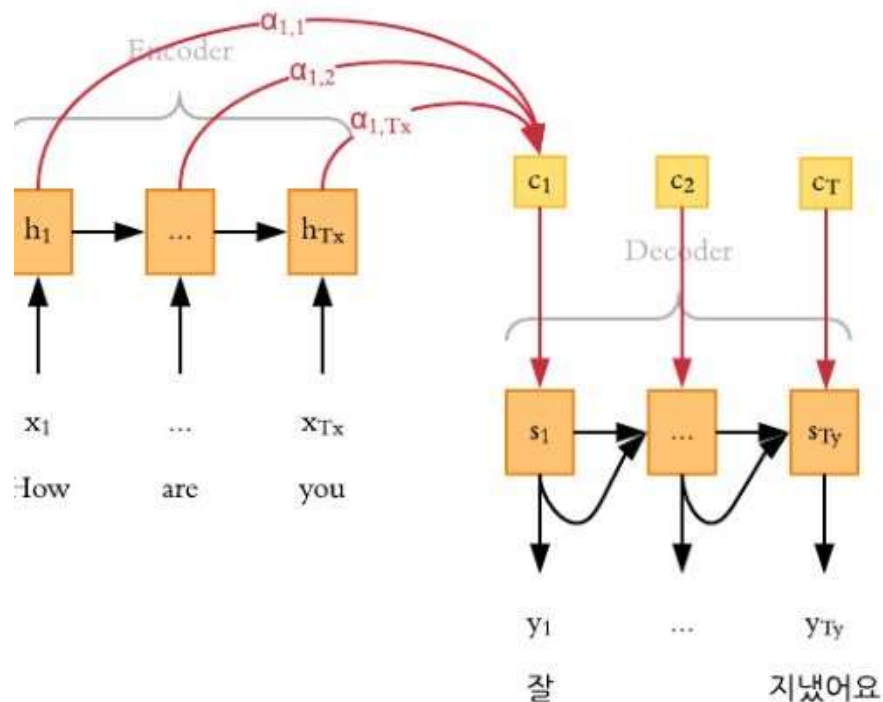 α1,1
Encoder
α1,2
α1,Tx
c1 c2 cT
h1 ... hTx
Decoder
x1 ... xTx
s1 ... sTy
How are you
y1 ... yTy
잘 지냈어요